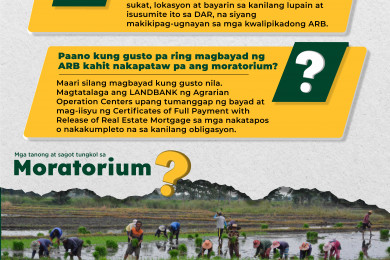 sukat, lokasyon at bayarin sa kanilang lupain at
isusumite ito sa DAR, na siyang
makikipag-ugnayan sa mga kwalipikadong ARB.
Paano kung gusto pa ring magbayad ng
ARB kahit nakapataw pa ang moratorium?
?
Maari silang magbayad kung gusto nila.
Magtatalaga ang LANDBANK ng Agrarian
Operation Centers upang tumanggap ng bayad at
mag-iisyu ng Certificates of Full Payment with
Release of Real Estate Mortgage sa mga nakatapos
o nakakumpleto na sa kanilang obligasyon.
Mga tanong at sagot tungkol sa
Moratorium?